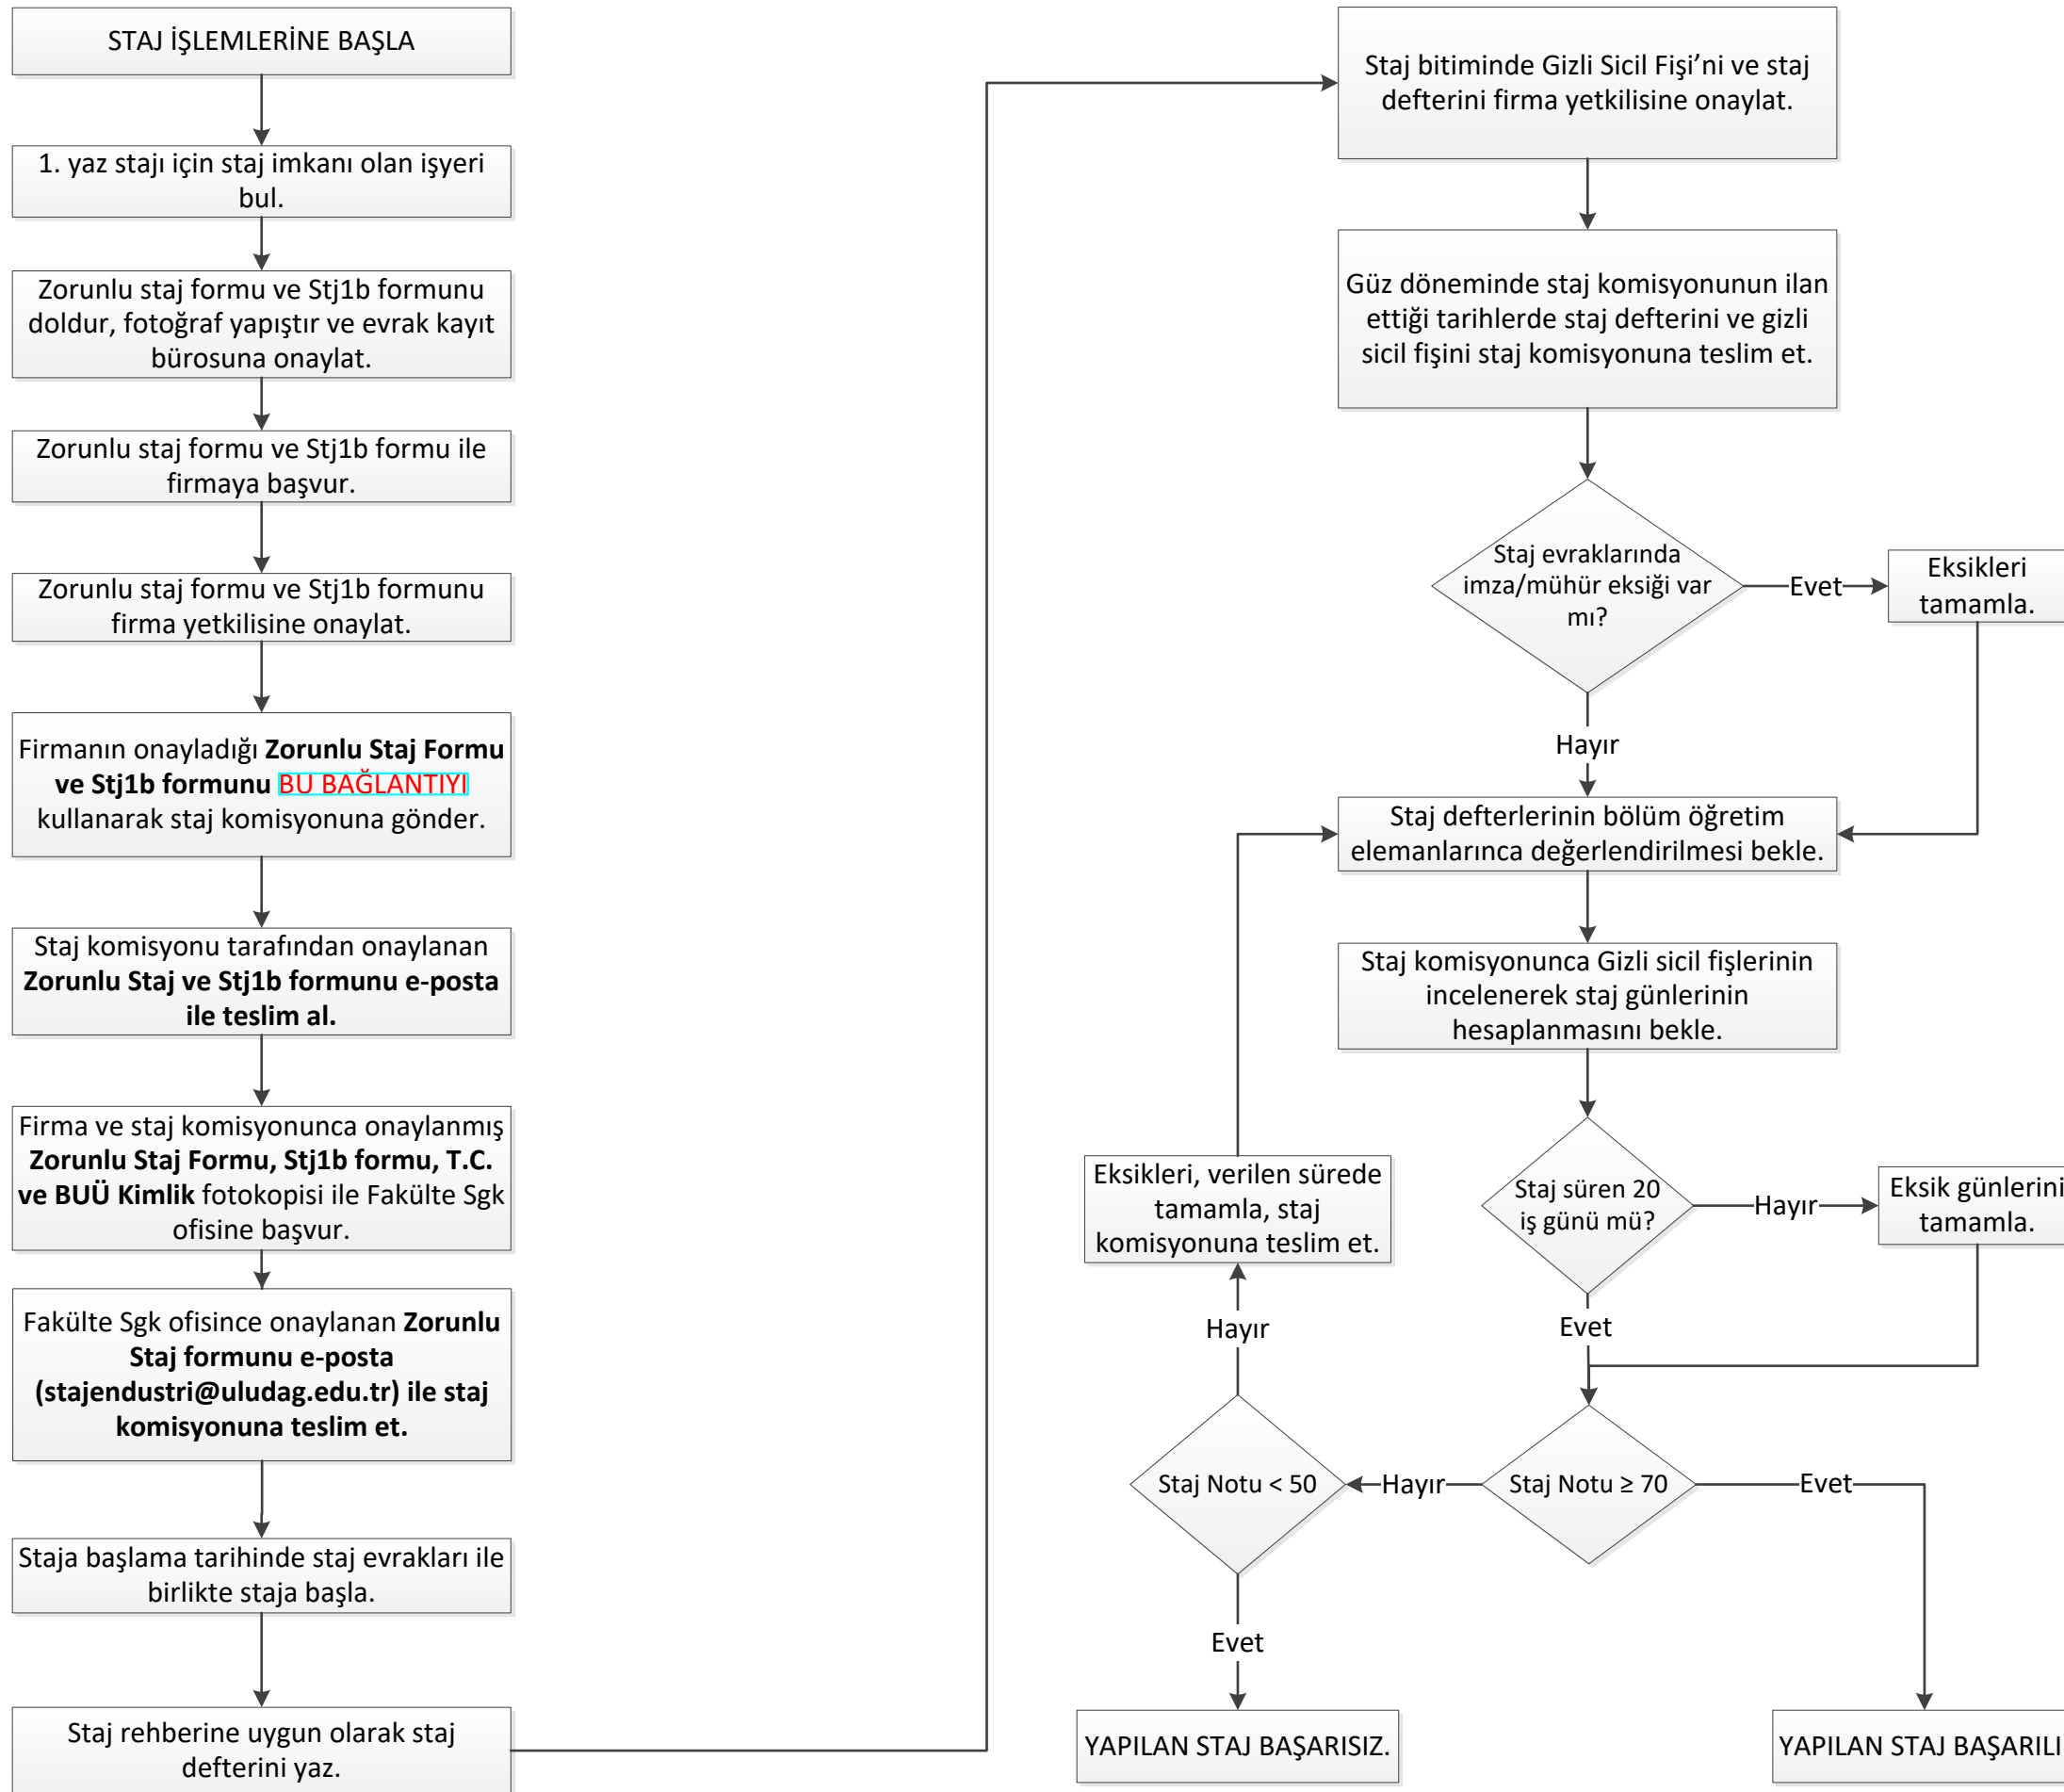 STAJ İŞLEMLERİNE BAŞLA
1. yaz stajı için staj imkanı olan işyeri
bul.
Zorunlu staj formu ve Stj1b formunu
doldur, fotoğraf yapıştır ve evrak kayıt
bürosuna onaylat.
Zorunlu staj formu ve Stj1b formu ile
firmaya başvur.
Zorunlu staj formu ve Stj1b formunu
firma yetkilisine onaylat.
Firmanın onayladığı Zorunlu Staj Formu
ve Stj1b formunu BU BAĞLANTIYI
kullanarak staj komisyonuna gönder.
Staj komisyonu tarafından onaylanan
Zorunlu Staj ve Stj1b formunu e-posta
ile teslim al.
Firma ve staj komisyonunca onaylanmış
Zorunlu Staj Formu, Stj1b formu, T.C.
ve BUÜ Kimlik fotokopisi ile Fakülte Sgk
ofisine başvur.
Fakülte Sgk ofisince onaylanan Zorunlu
Staj formunu e-posta
(stajendustri@uludag.edu.tr) ile staj
komisyonuna teslim et.
Staja başlama tarihinde staj evrakları ile
birlikte staja başla.
Staj rehberine uygun olarak staj
defterini yaz.
Staj bitiminde Gizli Sicil Fişi’ni ve staj
defterini firma yetkilisine onaylat.
Güz döneminde staj komisyonunun ilan
ettiği tarihlerde staj defterini ve gizli
sicil fişini staj komisyonuna teslim et.
Staj evraklarında
imza/mühür eksiği var
mı?
Evet
Eksikleri
tamamla.
Hayır
Staj defterlerinin bölüm öğretim
elemanlarınca değerlendirilmesi bekle.
Staj komisyonunca Gizli sicil fişlerinin
incelenerek staj günlerinin
hesaplanmasını bekle.
Staj süren 20
iş günü mü?
Hayır
Eksik günlerini
tamamla.
Evet
Eksikleri, verilen sürede
tamamla, staj
komisyonuna teslim et.
Hayır
Staj Notu < 50
Hayır
Staj Notu ≥ 70
Evet
Evet
YAPILAN STAJ BAŞARISIZ.
YAPILAN STAJ BAŞARILI